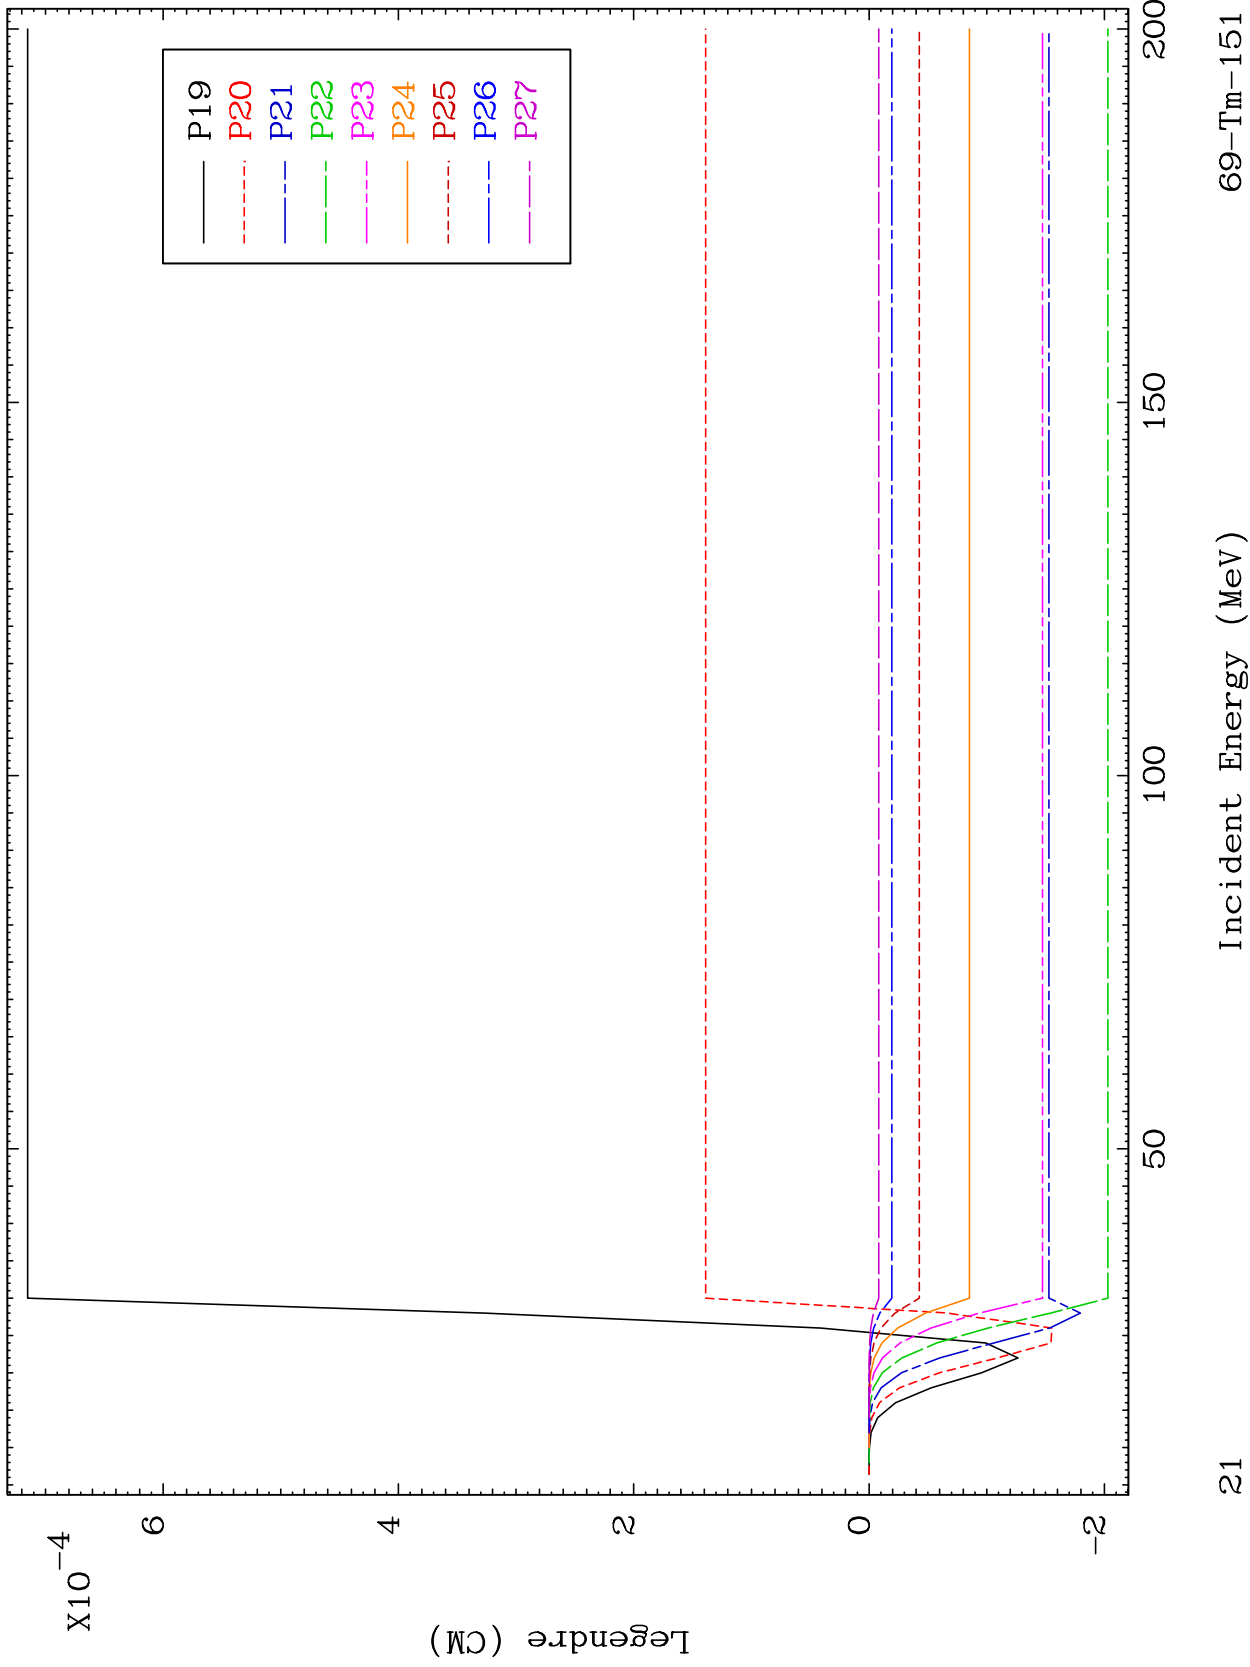 X10-4
6
4
2
0
-2
Legendre (CM)
P19
P20
P21
P22
P23
P24
P25
P26
P27
50
100
150
200
21
Incident Energy (MeV)
69-Tm-151